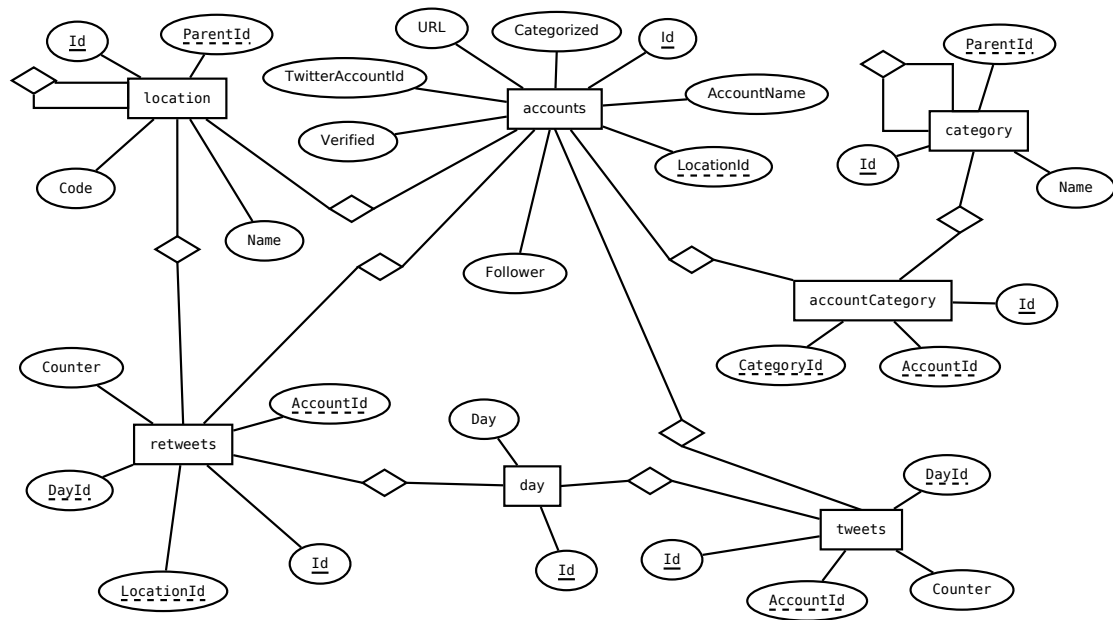 URL
Categorized
Id
ParentId
Id
ParentId
TwitterAccountId
location
accounts
AccountName
category
Verified
LocationId
Id
Code
Name
Name
Follower
accountCategory
Id
Counter
CategoryId
AccountId
AccountId
Day
retweets
DayId
day
DayId
tweets
Id
Id
Id
LocationId
AccountId
Counter